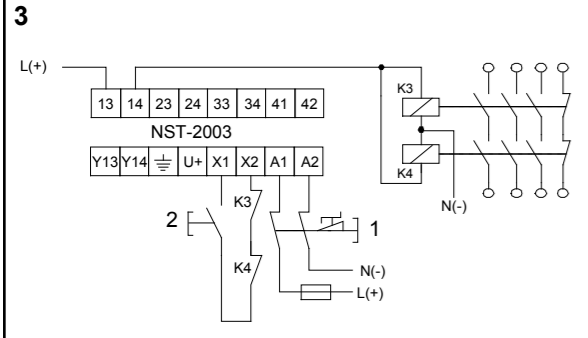 3
L(+)
K3
13 14 23 24 33 34 41 42
NST-2003
Y13 Y14 U+ X1 X2 A1 A2
K4
N(-)
K3
2
1
K4
N(-)
L(+)